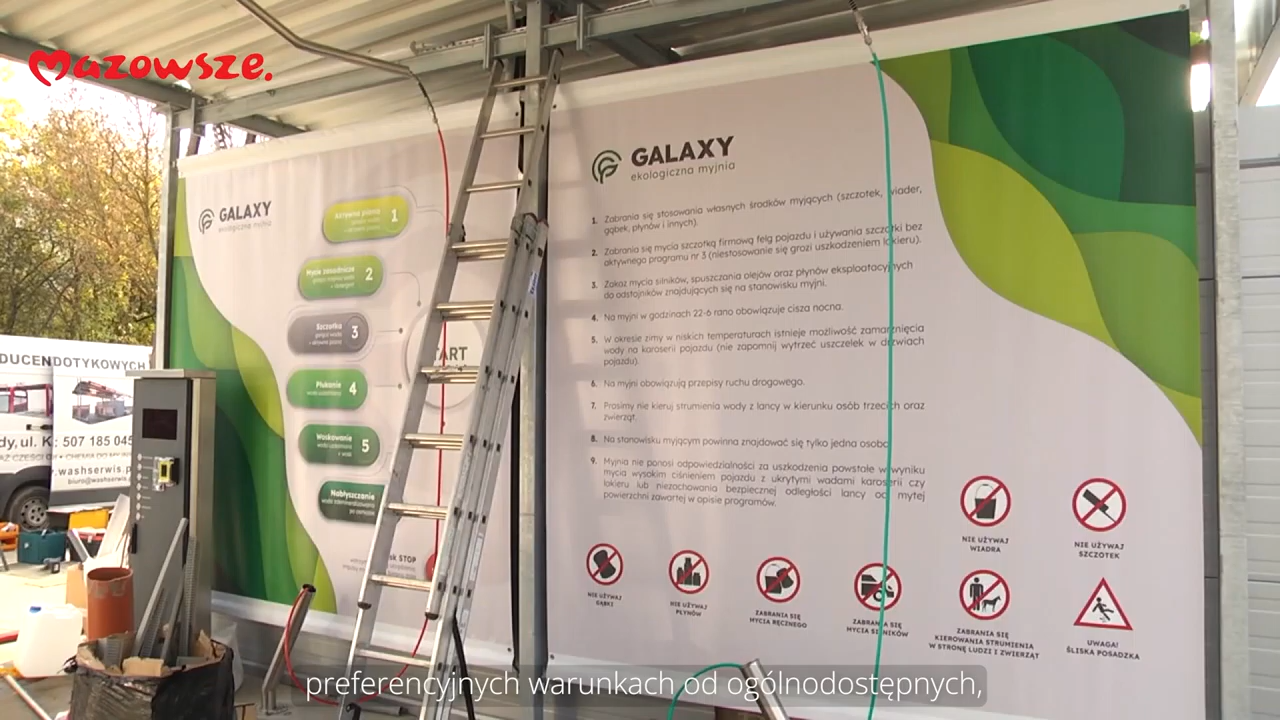 Mazowsze.
GALAXY
ekologiczna myjnia
1
Mycie zasadnicze
2
Szczotka
3
Płukanie
4
Woskowanie
5
Nabłyszczanie
TART
STOP
DUCENDOTYKOWYCH
dy, ul. K: 507 185 045
.washserwis.p
biuro@washserwis.p
GALAXY
ekologiczna myjnia
1. Zabrania się stosowania własnych środków myjących (szczotek, wiader,
gąbek, płynów i innych).
2. Zabrania się mycia szczotką firmową felg pojazdu i używania szczotki bez
aktywnego programu nr 3 (niestosowanie się grozi uszkodzeniem lakieru).
3. Zakaz mycia silników, spuszczania olejów oraz płynów eksploatacyjnych
do odstojników znajdujących się na stanowisku myjni.
4. Na myjni w godzinach 22-6 rano obowiązuje cisza nocna.
5. W okresie zimy w niskich temperaturach istnieje możliwość zamarznięcia
wody na karoserii pojazdu (nie zapomnij wytrzeć uszczelek w drzwiach
pojazdu).
6. Na myjni obowiązują przepisy ruchu drogowego.
7. Prosimy nie kieruj strumienia wody z lancy w kierunku osób trzecich oraz
zwierząt.
8. Na stanowisku myjącym powinna znajdować się tylko jedna osoba.
9. Myjnia nie ponosi odpowiedzialności za uszkodzenia powstałe w wyniku
mycia wysokim ciśnieniem pojazdu z ukrytymi wadami karoserii czy
lakieru lub niezachowania bezpiecznej odległości lancy od mytej
powierzchni zawartej w opisie programów.
NIE UŻYWAJ
WIADRA
NIE UŻYWAJ
SZCZOTEK
NIE UŻYWAJ
GĄBKI
NIE UŻYWAJ
PŁYNÓW
ZABRANIA SIĘ
MYCIA RĘCZNEGO
ZABRANIA SIĘ
MYCIA SILNIKÓW
ZABRANIA SIĘ
KIEROWANIA STRUMIENIA
W STRONĘ LUDZI I ZWIERZĄT
UWAGA!
ŚLISKA POSADZKA
preferencyjnych warunkach od ogólnodostępnych,